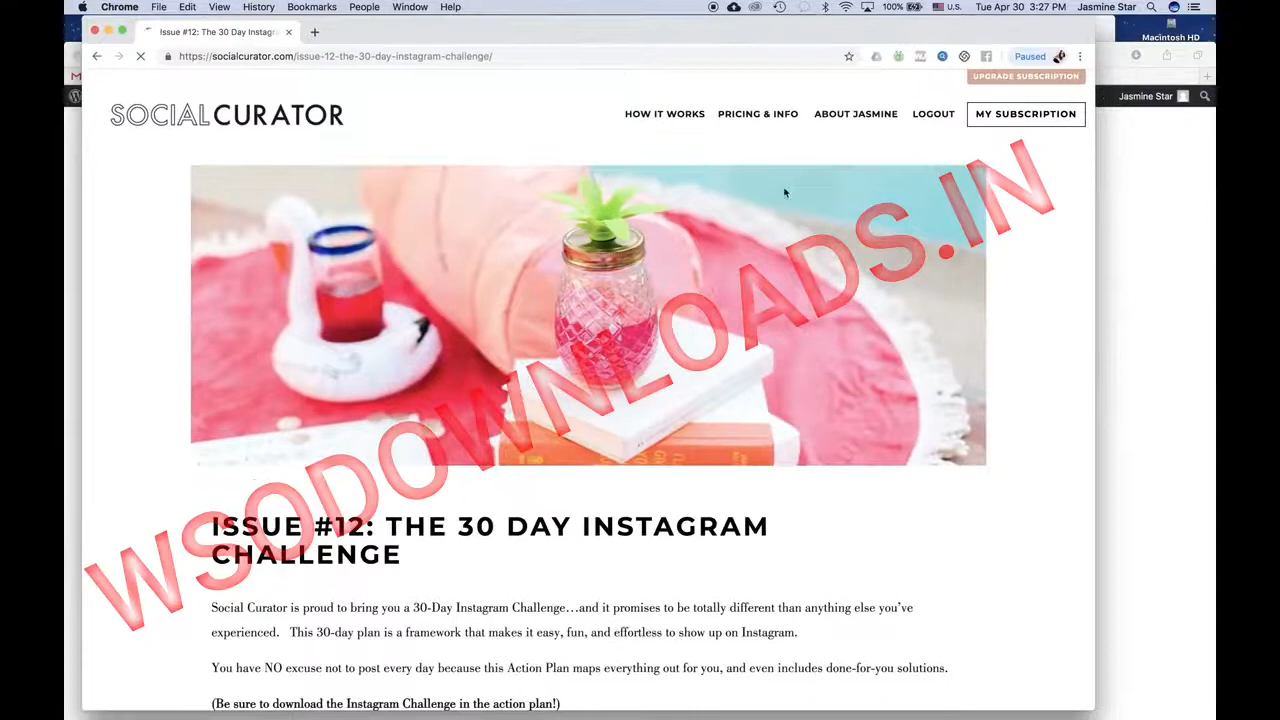 Chrome File Edit View History Bookmarks People Window Help 100% U.S. Tue Apr 30 3:27 PM Jasmine Star
Macintosh HD
Issue #12: The 30 Day Instagr
https://socialcurator.com/issue-12-the-30-day-instagram-challenge/
Paused
Jasmine Star
UPGRADE SUBSCRIPTION
SOCIALCURATOR
HOW IT WORKS PRICING & INFO ABOUT JASMINE LOGOUT MY SUBSCRIPTION
WSODOWNLOADS.IN
ISSUE #12: THE 30 DAY INSTAGRAM
CHALLENGE
Social Curator is proud to bring you a 30-Day Instagram Challenge…and it promises to be totally different than anything else you've
experienced. This 30-day plan is a framework that makes it easy, fun, and effortless to show up on Instagram.
You have NO excuse not to post every day because this Action Plan maps everything out for you, and even includes done-for-you solutions.
(Be sure to download the Instagram Challenge in the action plan!)